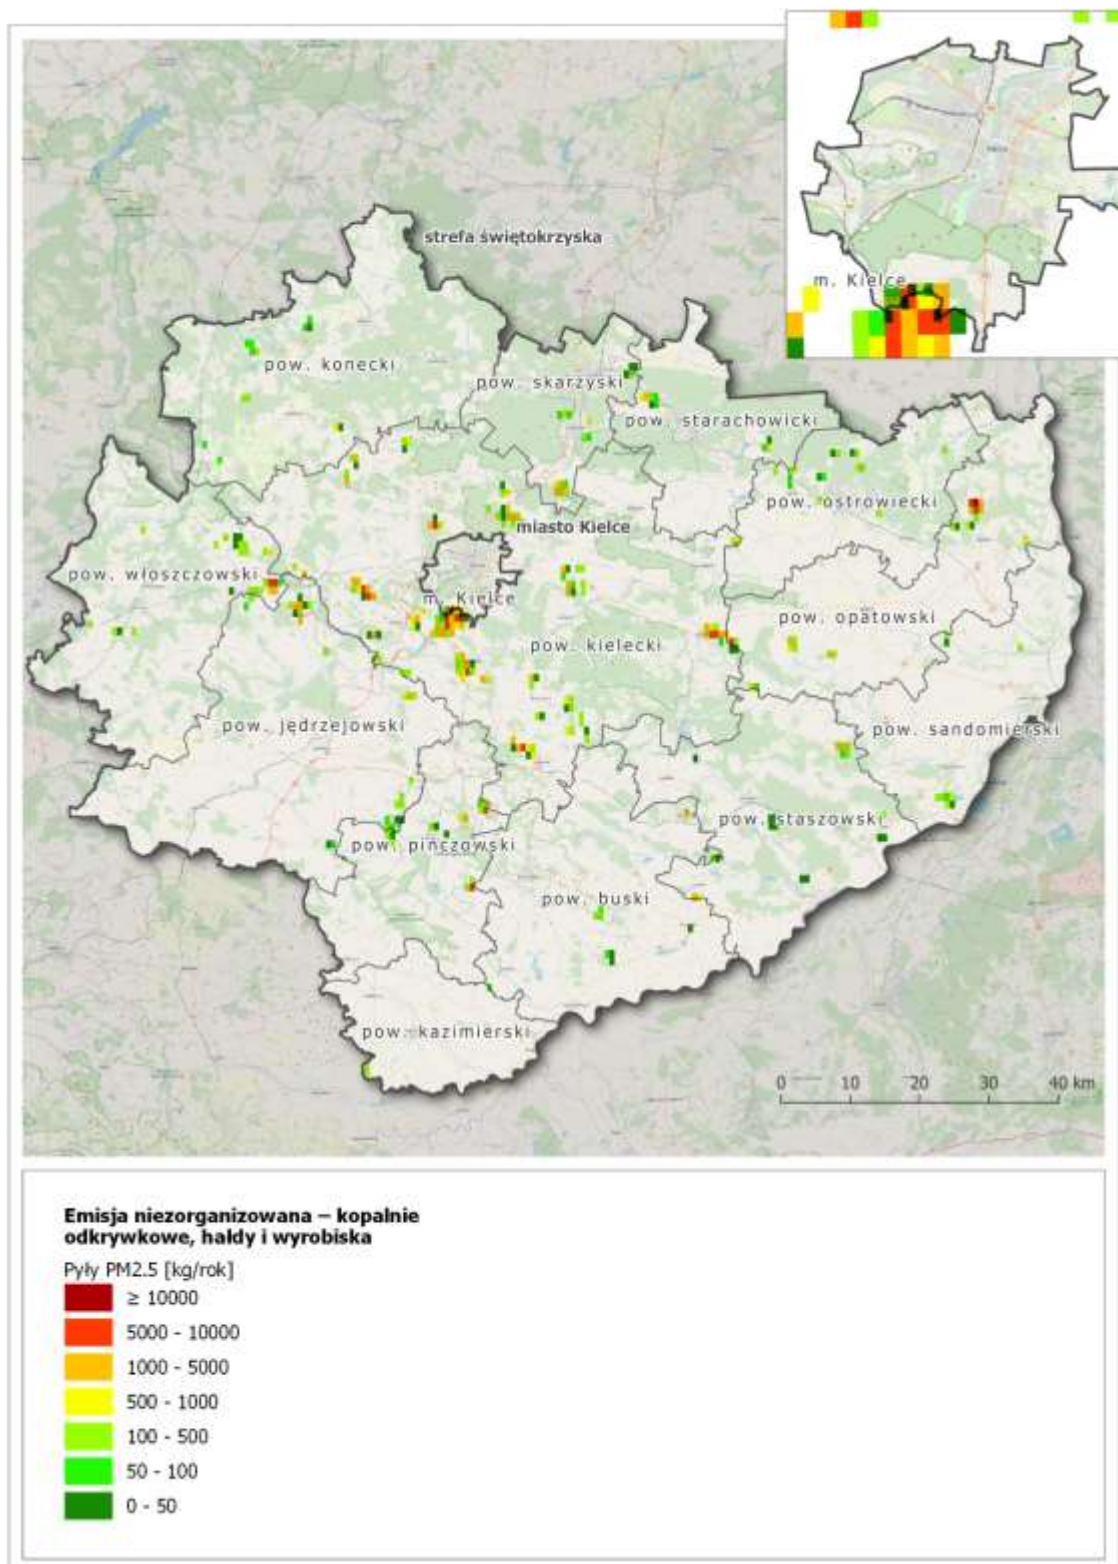 strefa świętokrzyska
m. Kielce
pow. konecki
pow. skarżyski
pow. starachowicki
pow. ostrowiecki
miasto Kielce
pow. włoszczowski
m. Kielce
pow. opatowski
pow. kielecki
pow. jędrzejowski
pow. sandomierski
pow. staszowski
pow. pińczowski
pow. buski
pow. kazimierski
0 10 20 30 40 km
Emisja niezorganizowana – kopalnie
odkrywkowe, hałdy i wyrobiska
Pyły PM2.5 [kg/rok]
≥ 10000
5000 - 10000
1000 - 5000
500 - 1000
100 - 500
50 - 100
0 - 50